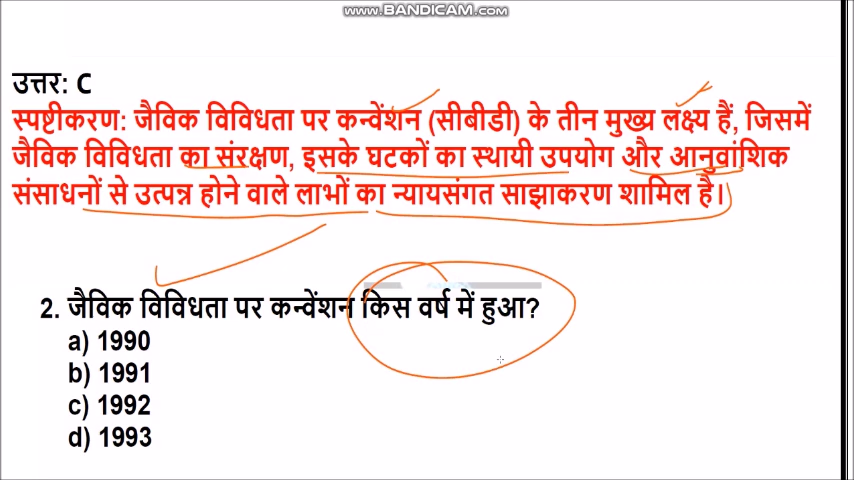 www.BANDICAM.com
उत्तर: C
स्पष्टीकरण: जैविक विविधता पर कन्वेंशन (सीबीडी) के तीन मुख्य लक्ष्य हैं, जिसमें
जैविक विविधता का संरक्षण, इसके घटकों का स्थायी उपयोग और आनुवांशिक
संसाधनों से उत्पन्न होने वाले लाभों का न्यायसंगत साझाकरण शामिल है।
2. जैविक विविधता पर कन्वेंशन किस वर्ष में हुआ?
a) 1990
b) 1991
c) 1992
d) 1993